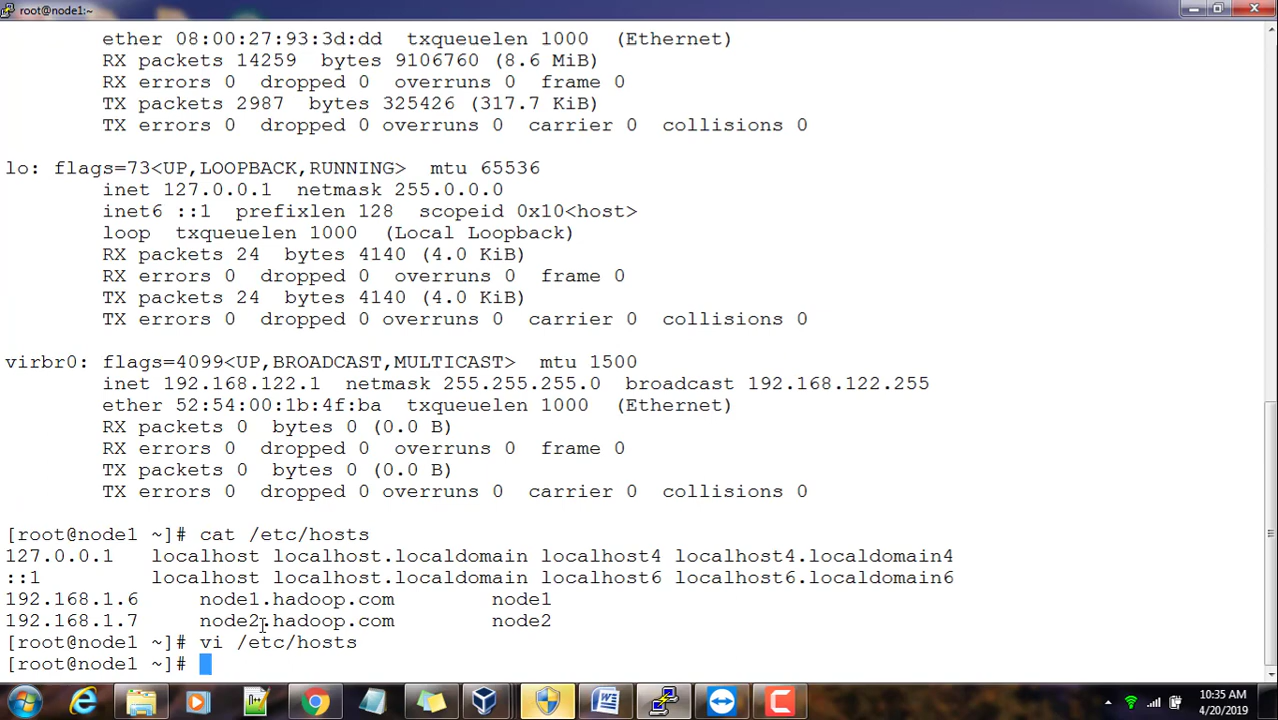 root@node1:~
ether 08:00:27:93:3d:dd txqueuelen 1000 (Ethernet)
RX packets 14259 bytes 9106760 (8.6 MiB)
RX errors 0 dropped 0 overruns 0 frame 0
TX packets 2987 bytes 325426 (317.7 KiB)
TX errors 0 dropped 0 overruns 0 carrier 0 collisions 0
lo: flags=73<UP,LOOPBACK,RUNNING> mtu 65536
inet 127.0.0.1 netmask 255.0.0.0
inet6 ::1 prefixlen 128 scopeid 0x10<host>
loop txqueuelen 1000 (Local Loopback)
RX packets 24 bytes 4140 (4.0 KiB)
RX errors 0 dropped 0 overruns 0 frame 0
TX packets 24 bytes 4140 (4.0 KiB)
TX errors 0 dropped 0 overruns 0 carrier 0 collisions 0
virbr0: flags=4099<UP,BROADCAST,MULTICAST> mtu 1500
inet 192.168.122.1 netmask 255.255.255.0 broadcast 192.168.122.255
ether 52:54:00:1b:4f:ba txqueuelen 1000 (Ethernet)
RX packets 0 bytes 0 (0.0 B)
RX errors 0 dropped 0 overruns 0 frame 0
TX packets 0 bytes 0 (0.0 B)
TX errors 0 dropped 0 overruns 0 carrier 0 collisions 0
[root@node1 ~]# cat /etc/hosts
127.0.0.1 localhost localhost.localdomain localhost4 localhost4.localdomain4
::1 localhost localhost.localdomain localhost6 localhost6.localdomain6
192.168.1.6 node1.hadoop.com node1
192.168.1.7 node2.hadoop.com node2
[root@node1 ~]# vi /etc/hosts
[root@node1 ~]#
10:35 AM
4/20/2019